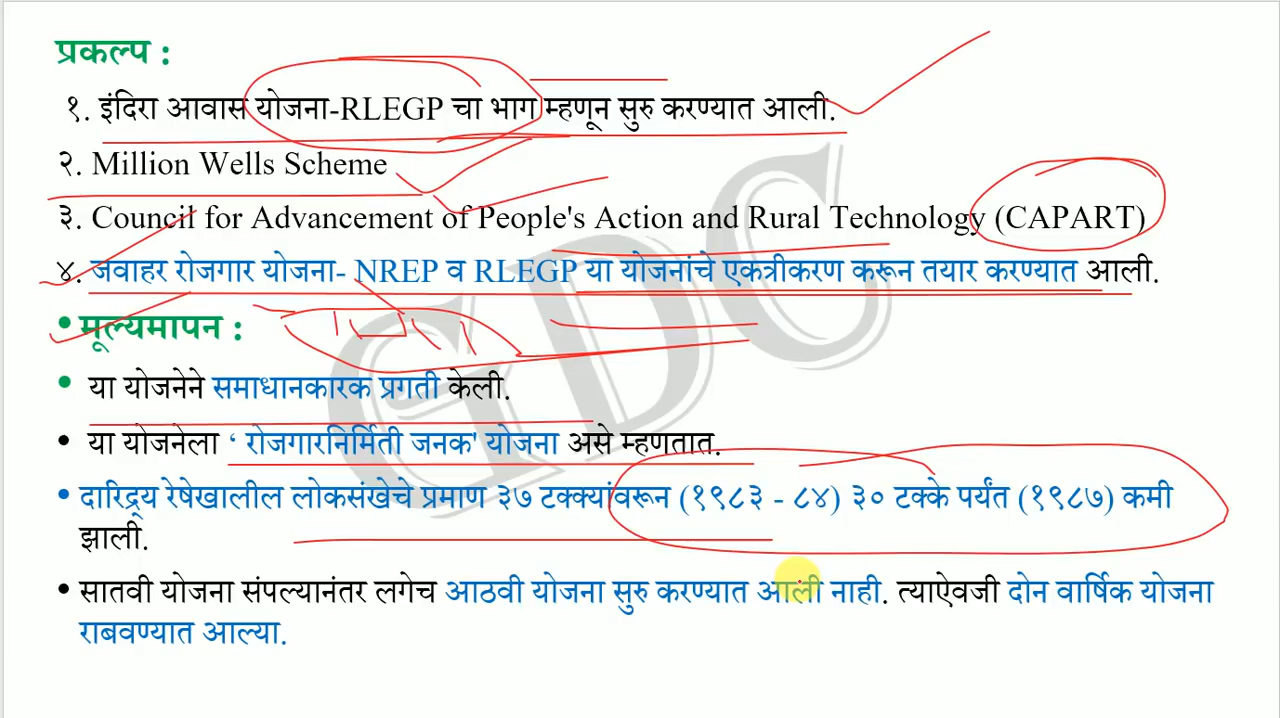 प्रकल्प :
१. इंदिरा आवास योजना-RLEGP चा भाग म्हणून सुरु करण्यात आली.
२. Million Wells Scheme
३. Council for Advancement of People's Action and Rural Technology (CAPART)
४. जवाहर रोजगार योजना- NREP व RLEGP या योजनांचे एकत्रीकरण करून तयार करण्यात आली.
• मूल्यमापन :
• या योजनेने समाधानकारक प्रगती केली.
• या योजनेला ‘ रोजगारनिर्मिती जनक' योजना असे म्हणतात.
• दारिद्र्य रेषेखालील लोकसंखेचे प्रमाण ३७ टक्क्यांवरून (१९८३ - ८४) ३० टक्के पर्यंत (१९८७) कमी
झाली.
• सातवी योजना संपल्यानंतर लगेच आठवी योजना सुरु करण्यात आली नाही. त्याऐवजी दोन वार्षिक योजना
राबवण्यात आल्या.
GDC